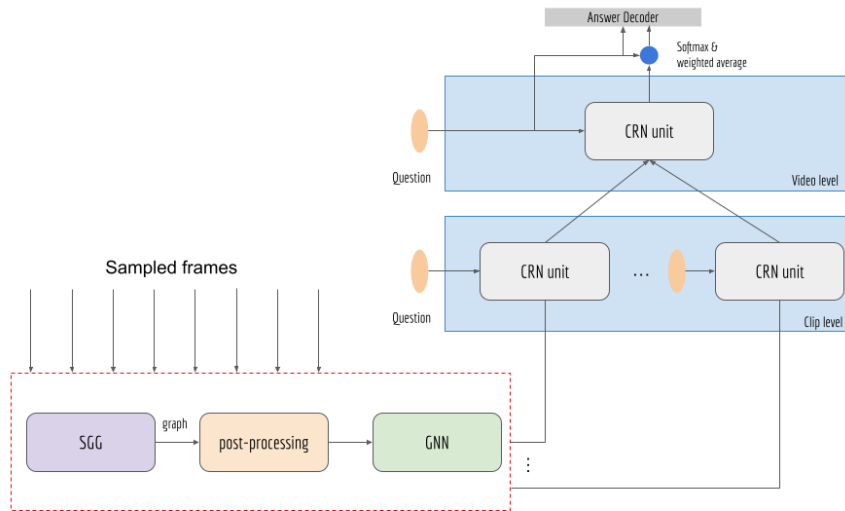 Answer Decoder
Softmax &
weighted average
CRN unit
Question
Video level
Sampled frames
CRN unit
...
CRN unit
Question
Clip level
SGG
graph
post-processing
GNN
⋮